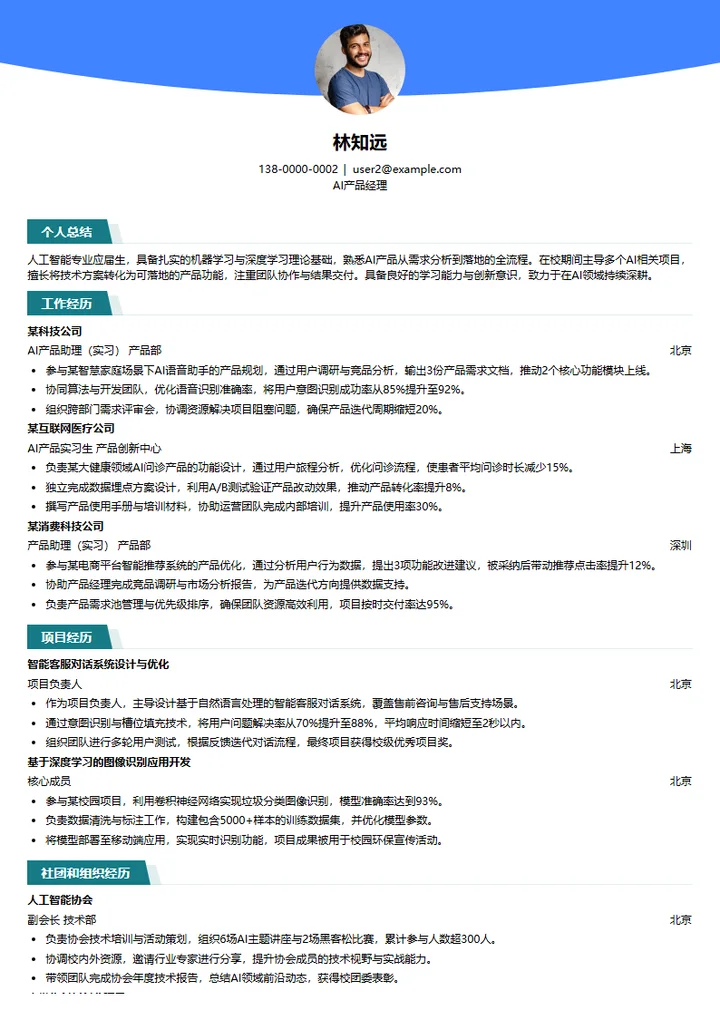 林知远
138-0000-0002 | user2@example.com
AI产品经理
个人总结
人工智能专业应届生，具备扎实的机器学习与深度学习理论基础，熟悉AI产品从需求分析到落地的全流程。在校期间主导多个AI相关项目，
擅长将技术方案转化为可落地的产品功能，注重团队协作与结果交付。具备良好的学习能力与创新意识，致力于在AI领域持续深耕。
工作经历
某科技公司
AI产品助理（实习） 产品部 北京
• 参与某智慧家庭场景下AI语音助手的产品规划，通过用户调研与竞品分析，输出3份产品需求文档，推动2个核心功能模块上线。
• 协同算法与开发团队，优化语音识别准确率，将用户意图识别成功率从85%提升至92%。
• 组织跨部门需求评审会，协调资源解决项目阻塞问题，确保产品迭代周期缩短20%。
某互联网医疗公司
AI产品实习生 产品创新中心 上海
• 负责某大健康领域AI问诊产品的功能设计，通过用户旅程分析，优化问诊流程，使患者平均问诊时长减少15%。
• 独立完成数据埋点方案设计，利用A/B测试验证产品改动效果，推动产品转化率提升8%。
• 撰写产品使用手册与培训材料，协助运营团队完成内部培训，提升产品使用率30%。
某消费科技公司
产品助理（实习） 产品部 深圳
• 参与某电商平台智能推荐系统的产品优化，通过分析用户行为数据，提出3项功能改进建议，被采纳后带动推荐点击率提升12%。
• 协助产品经理完成竞品调研与市场分析报告，为产品迭代方向提供数据支持。
• 负责产品需求池管理与优先级排序，确保团队资源高效利用，项目按时交付率达95%。
项目经历
智能客服对话系统设计与优化
项目负责人 北京
• 作为项目负责人，主导设计基于自然语言处理的智能客服对话系统，覆盖售前咨询与售后支持场景。
• 通过意图识别与槽位填充技术，将用户问题解决率从70%提升至88%，平均响应时间缩短至2秒以内。
• 组织团队进行多轮用户测试，根据反馈迭代对话流程，最终项目获得校级优秀项目奖。
基于深度学习的图像识别应用开发
核心成员 北京
• 参与某校园项目，利用卷积神经网络实现垃圾分类图像识别，模型准确率达到93%。
• 负责数据清洗与标注工作，构建包含5000+样本的训练数据集，并优化模型参数。
• 将模型部署至移动端应用，实现实时识别功能，项目成果被用于校园环保宣传活动。
社团和组织经历
人工智能协会
副会长 技术部 北京
• 负责协会技术培训与活动策划，组织6场AI主题讲座与2场黑客松比赛，累计参与人数超300人。
• 协调校内外资源，邀请行业专家进行分享，提升协会成员的技术视野与实战能力。
• 带领团队完成协会年度技术报告，总结AI领域前沿动态，获得校团委表彰。